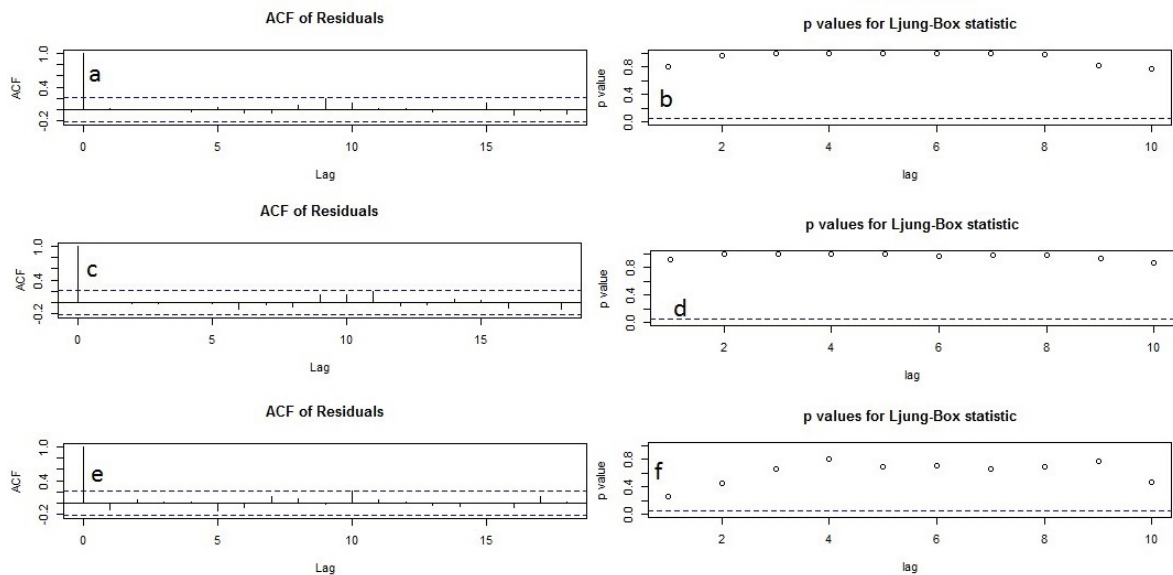 ACF of Residuals
ACF
1.0
0.4
-0.2
a
0 5 10 15
Lag
p values for Ljung-Box statistic
p value
0.8
0.4
0.0
b
2 4 6 8 10
lag
ACF of Residuals
ACF
1.0
0.4
-0.2
c
0 5 10 15
Lag
p values for Ljung-Box statistic
p value
0.8
0.4
0.0
d
2 4 6 8 10
lag
ACF of Residuals
ACF
1.0
0.4
-0.2
e
0 5 10 15
Lag
p values for Ljung-Box statistic
p value
0.8
0.4
0.0
f
2 4 6 8 10
lag